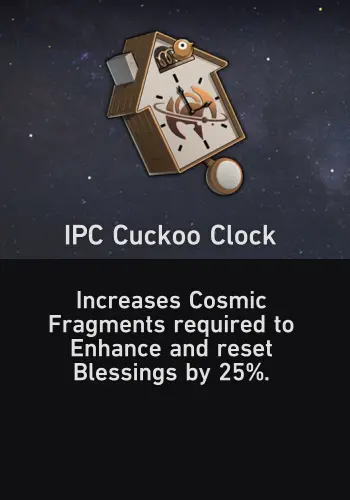 IPC Cuckoo Clock
Increases Cosmic
Fragments required to
Enhance and reset
Blessings by 25%.